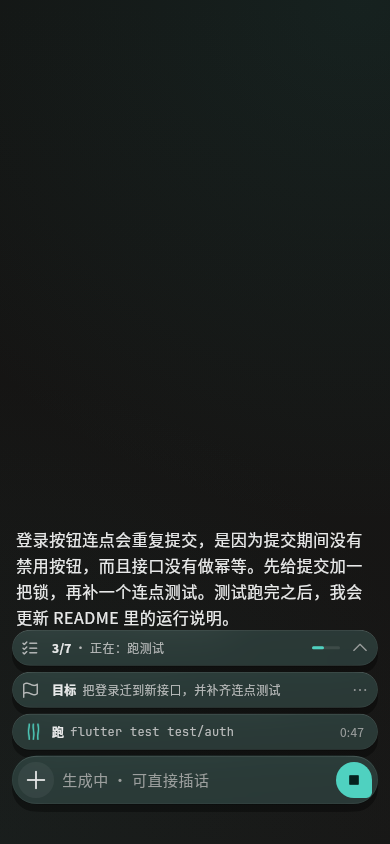 登录按钮连点会重复提交，是因为提交期间没有
禁用按钮，而且接口没有做幂等。先给提交加一
把锁，再补一个连点测试。测试跑完之后，我会
更新 README 里的运行说明。
3/7 · 正在：跑测试
目标 把登录迁到新接口，并补齐连点测试
跑 flutter test test/auth 0:47
生成中 · 可直接插话